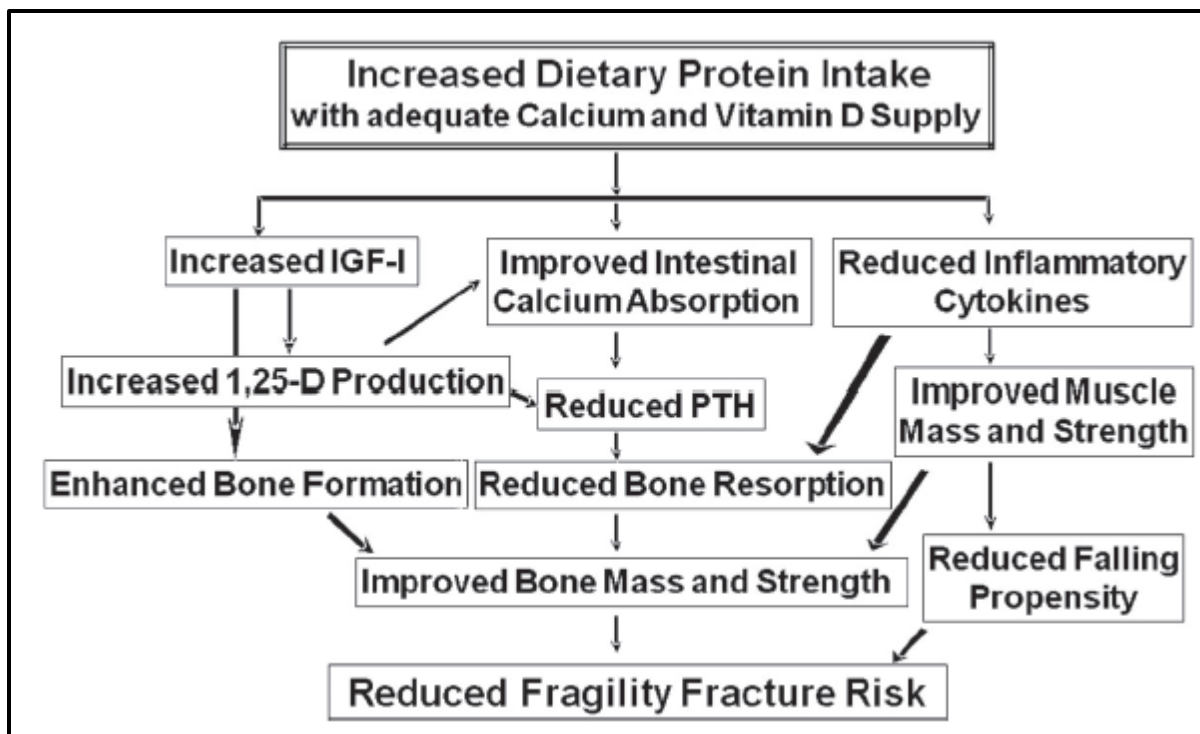 Increased Dietary Protein Intake
with adequate Calcium and Vitamin D Supply
Increased IGF-I
Improved Intestinal
Calcium Absorption
Reduced Inflammatory
Cytokines
Increased 1,25-D Production
Reduced PTH
Improved Muscle
Mass and Strength
Enhanced Bone Formation
Reduced Bone Resorption
Improved Bone Mass and Strength
Reduced Falling
Propensity
Reduced Fragility Fracture Risk